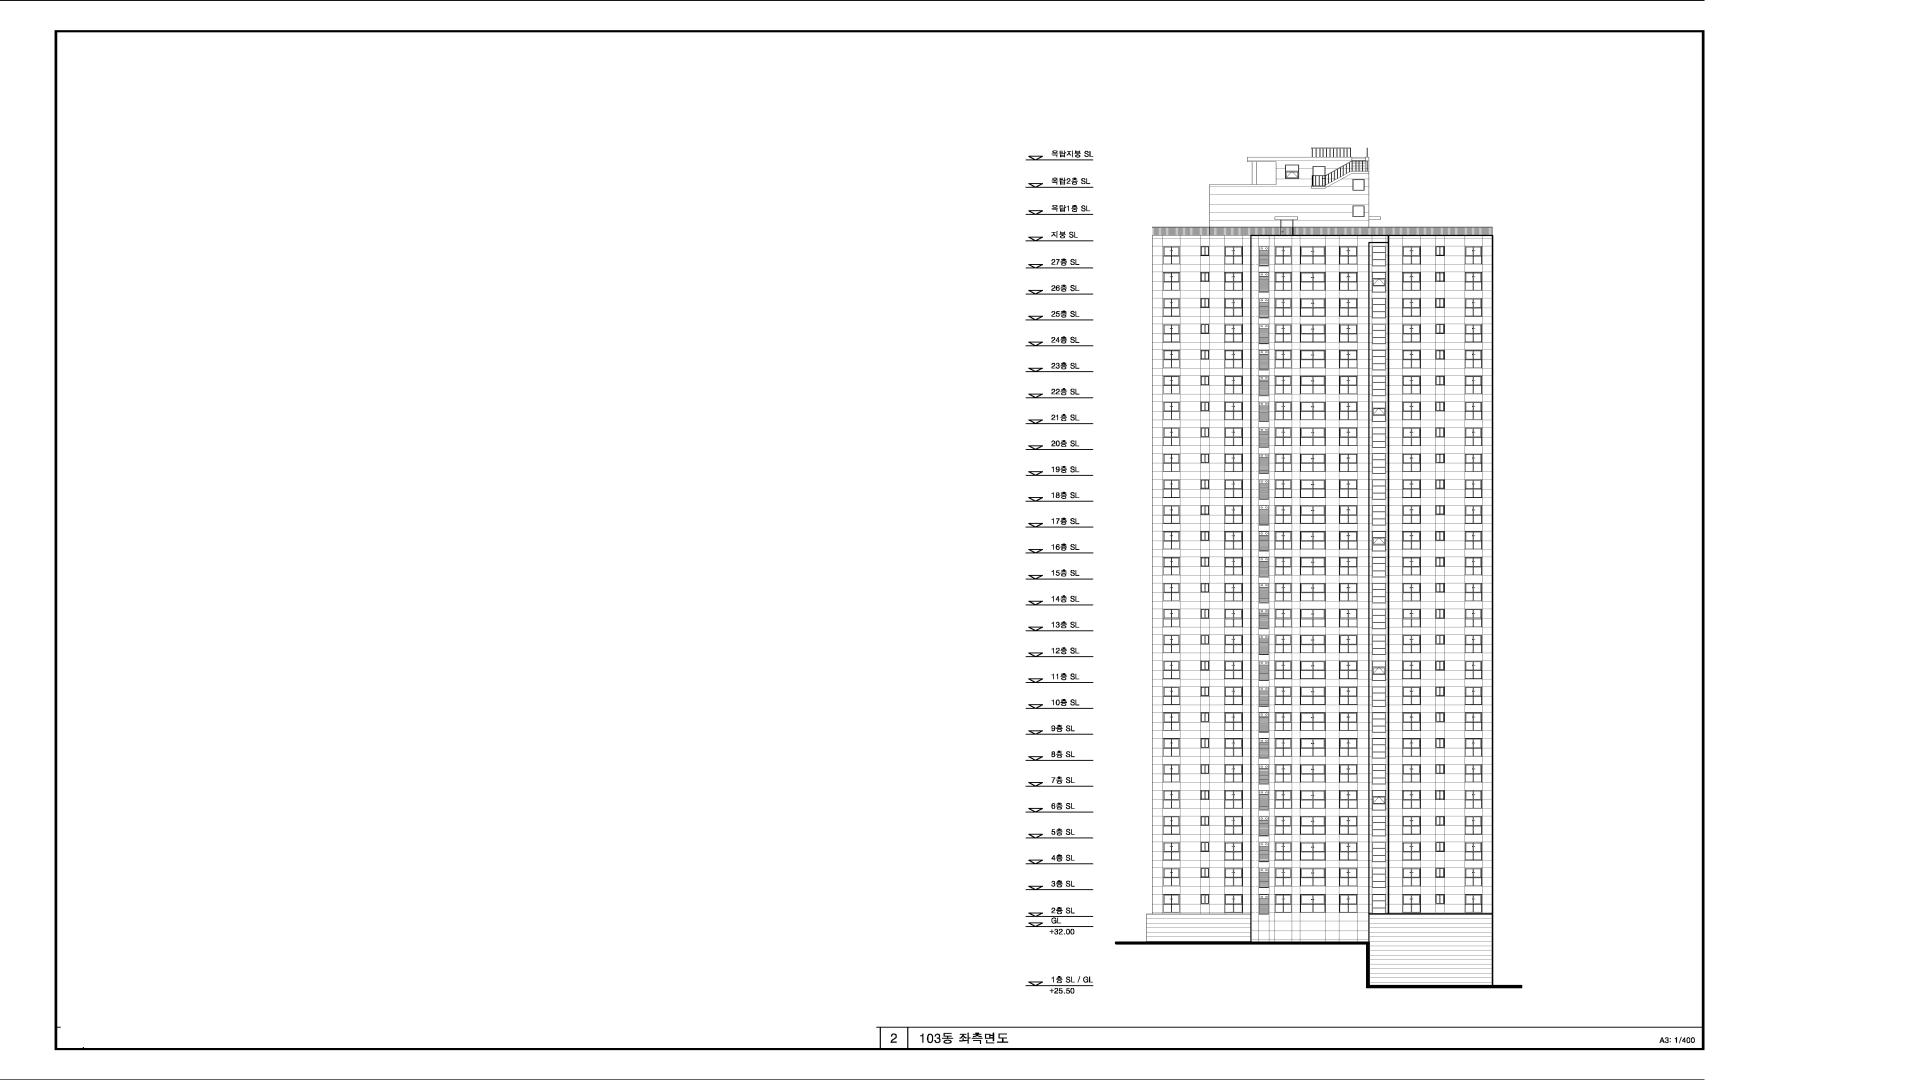 옥탑지붕 SL
옥탑2층 SL
옥탑1층 SL
지붕 SL
27층 SL
26층 SL
25층 SL
24층 SL
23층 SL
22층 SL
21층 SL
20층 SL
19층 SL
18층 SL
17층 SL
16층 SL
15층 SL
14층 SL
13층 SL
12층 SL
11층 SL
10층 SL
9층 SL
8층 SL
7층 SL
6층 SL
5층 SL
4층 SL
3층 SL
2층 SL
GL
+32.00
1층 SL / GL
+25.50
2 103동 좌측면도
A3: 1/400